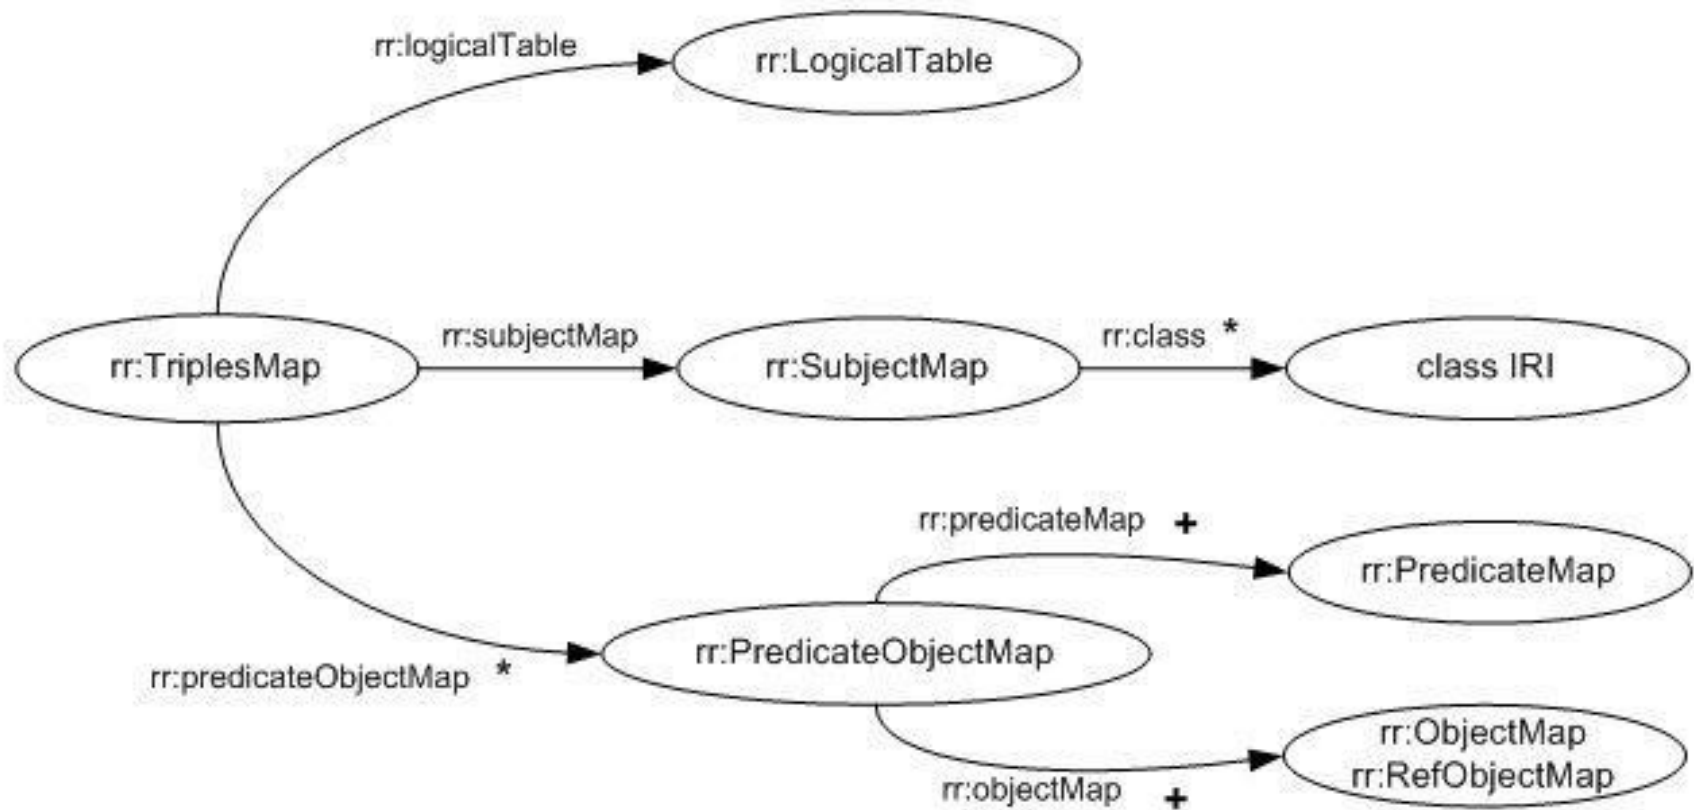 rr:logicalTable
rr:LogicalTable
rr:TriplesMap
rr:subjectMap
rr:SubjectMap
rr:class *
class IRI
rr:predicateObjectMap *
rr:PredicateObjectMap
rr:predicateMap +
rr:PredicateMap
rr:objectMap +
rr:ObjectMap
rr:RefObjectMap